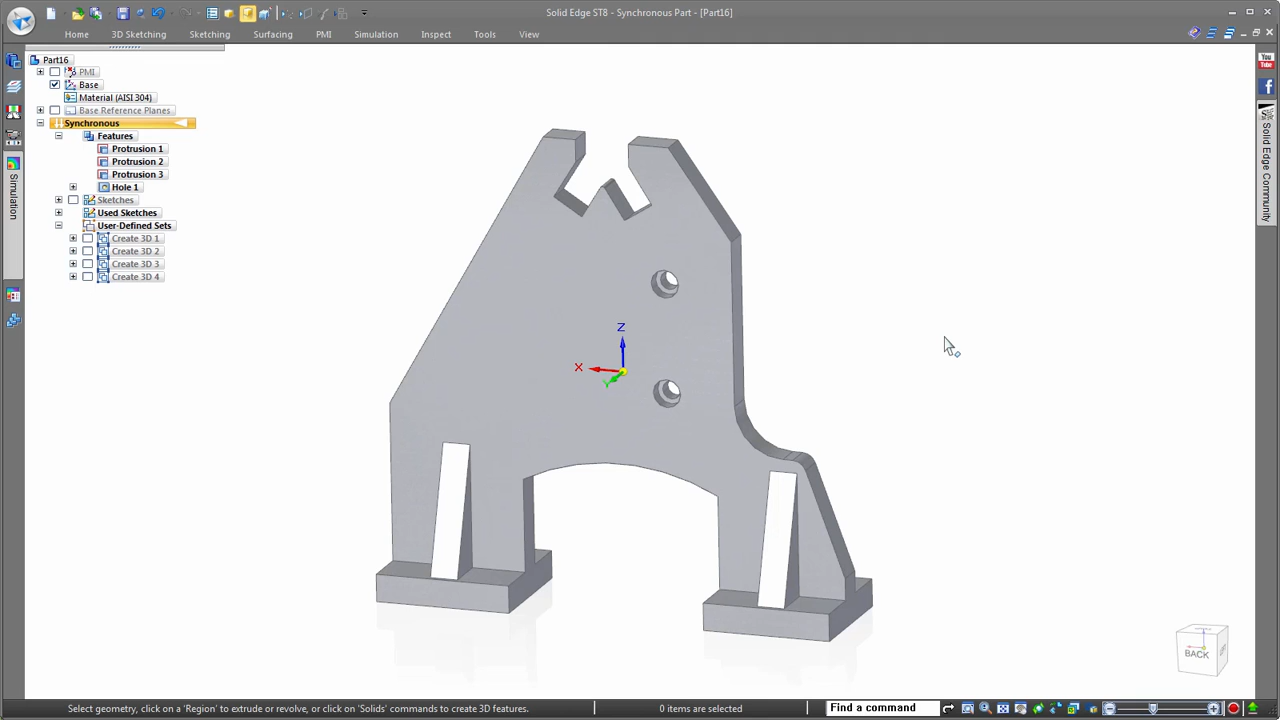 Solid Edge ST8 - Synchronous Part - [Part16]
Home
3D Sketching
Sketching
Surfacing
PMI
Simulation
Inspect
Tools
View
Part16
PMI
Base
Material (AISI 304)
Base Reference Planes
Synchronous
Features
Protrusion 1
Protrusion 2
Protrusion 3
Hole 1
Sketches
Used Sketches
User-Defined Sets
Create 3D 1
Create 3D 2
Create 3D 3
Create 3D 4
Simulation
Z
X
Y
You
Tube
Solid Edge Community
BACK
Select geometry, click on a 'Region' to extrude or revolve, or click on 'Solids' commands to create 3D features.
0 items are selected
Find a command